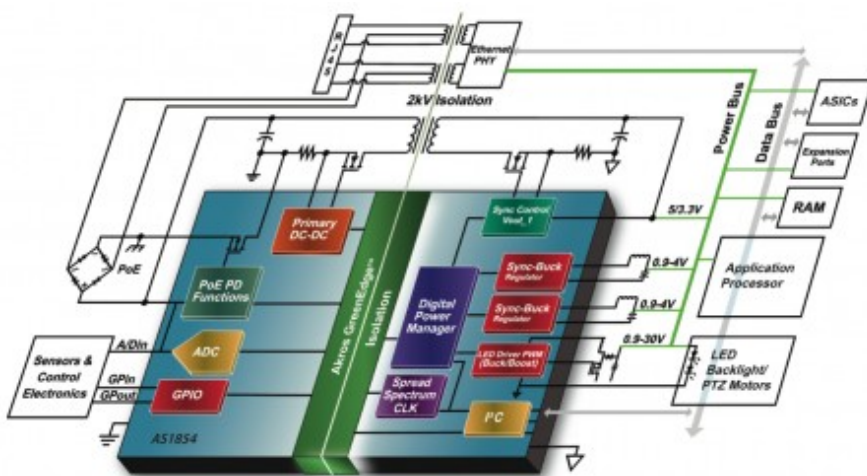 RJ45
Ethernet
PHY
2kV Isolation
Power Bus
Data Bus
ASICs
Expansion
Ports
RAM
Application
Processor
LED
Backlight/
PTZ Motors
5/3.3V
0.9-4V
0.9-4V
0.9-30V
PoE
Primary
DC-DC
Sync Control
Vout_1
PoE PD
Functions
ADC
GPIO
Akros GreenEdge™
Isolation
Digital
Power
Manager
Sync-Buck
Regulator
Sync-Buck
Regulator
LED Driver PWM
(Buck/Boost)
Spread
Spectrum
CLK
I²C
Sensors &
Control
Electronics
A/DIn
GPIn
GPout
AS1854